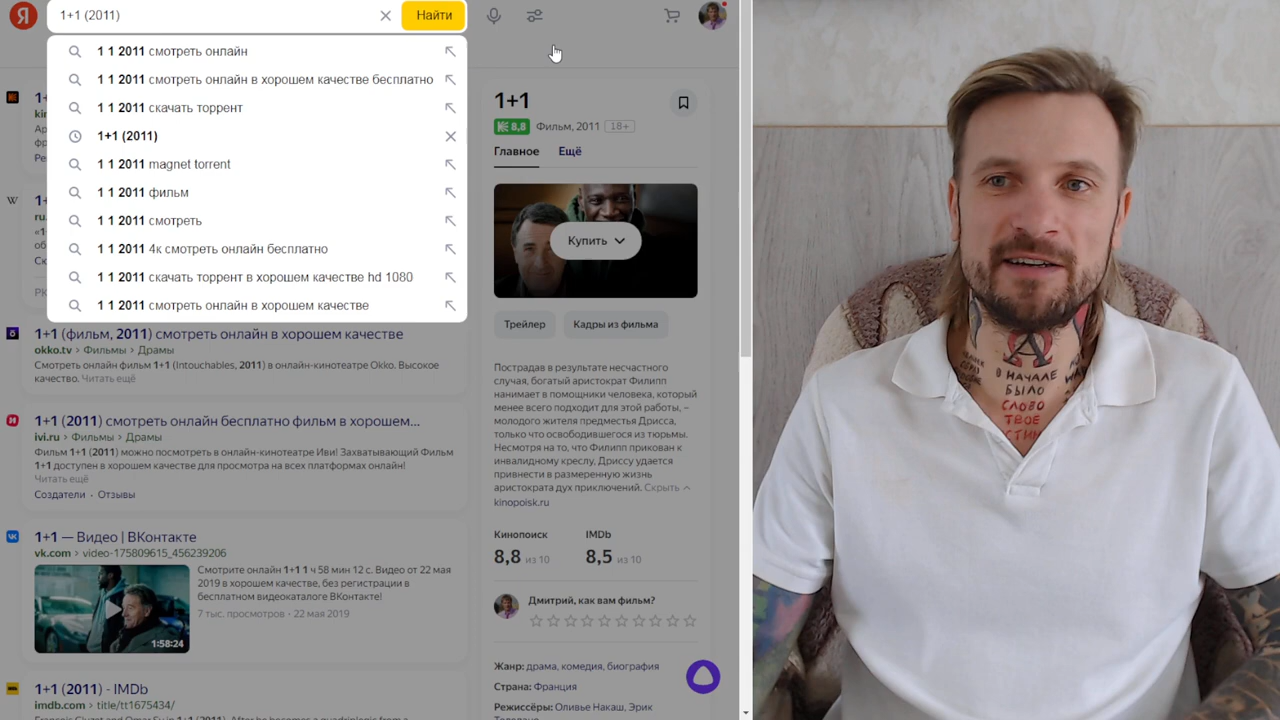 Я
1+1 (2011)
Найти
1 1 2011 смотреть онлайн
1 1 2011 смотреть онлайн в хорошем качестве бесплатно
1 1 2011 скачать торрент
1+1 (2011)
1 1 2011 magnet torrent
1 1 2011 фильм
1 1 2011 смотреть
1 1 2011 4к смотреть онлайн бесплатно
1 1 2011 скачать торрент в хорошем качестве hd 1080
1 1 2011 смотреть онлайн в хорошем качестве
1+1 (фильм, 2011) смотреть онлайн в хорошем качестве
okko.tv › Фильмы › Драмы
Смотреть онлайн фильм 1+1 (Intouchables, 2011) в онлайн-кинотеатре Okko. Высокое
качество. Читать ещё
1+1 (2011) смотреть онлайн бесплатно фильм в хорошем...
ivi.ru › Фильмы › Драмы
Фильм 1+1 (2011) можно посмотреть в онлайн-кинотеатре Иви! Захватывающий Фильм
1+1 доступен в хорошем качестве для просмотра на всех платформах онлайн!
Читать ещё
Создатели · Отзывы
1+1 — Видео | ВКонтакте
vk.com › video-175809615_456239206
Смотрите онлайн 1+1 1 ч 58 мин 12 с. Видео от 22 мая
2019 в хорошем качестве, без регистрации в
бесплатном видеокаталоге ВКонтакте!
7 тыс. просмотров · 22 мая 2019
1:58:24
1+1 (2011) - IMDb
imdb.com › title/tt1675434/
1+1
8,8 Фильм, 2011 18+
Главное Ещё
Купить
Трейлер Кадры из фильма
Пострадав в результате несчастного
случая, богатый аристократ Филипп
нанимает в помощники человека, который
менее всего подходит для этой работы, –
молодого жителя предместья Дрисса,
только что освободившегося из тюрьмы.
Несмотря на то, что Филипп прикован к
инвалидному креслу, Дриссу удается
привнести в размеренную жизнь
аристократа дух приключений. Скрыть
kinopoisk.ru
Кинопоиск IMDb
8,8 из 10 8,5 из 10
Дмитрий, как вам фильм?
Жанр: драма, комедия, биография
Страна: Франция
Режиссёры: Оливье Накаш, Эрик
В НАЧАЛЕ
БЫЛО
СЛОВО
ТВОЕ